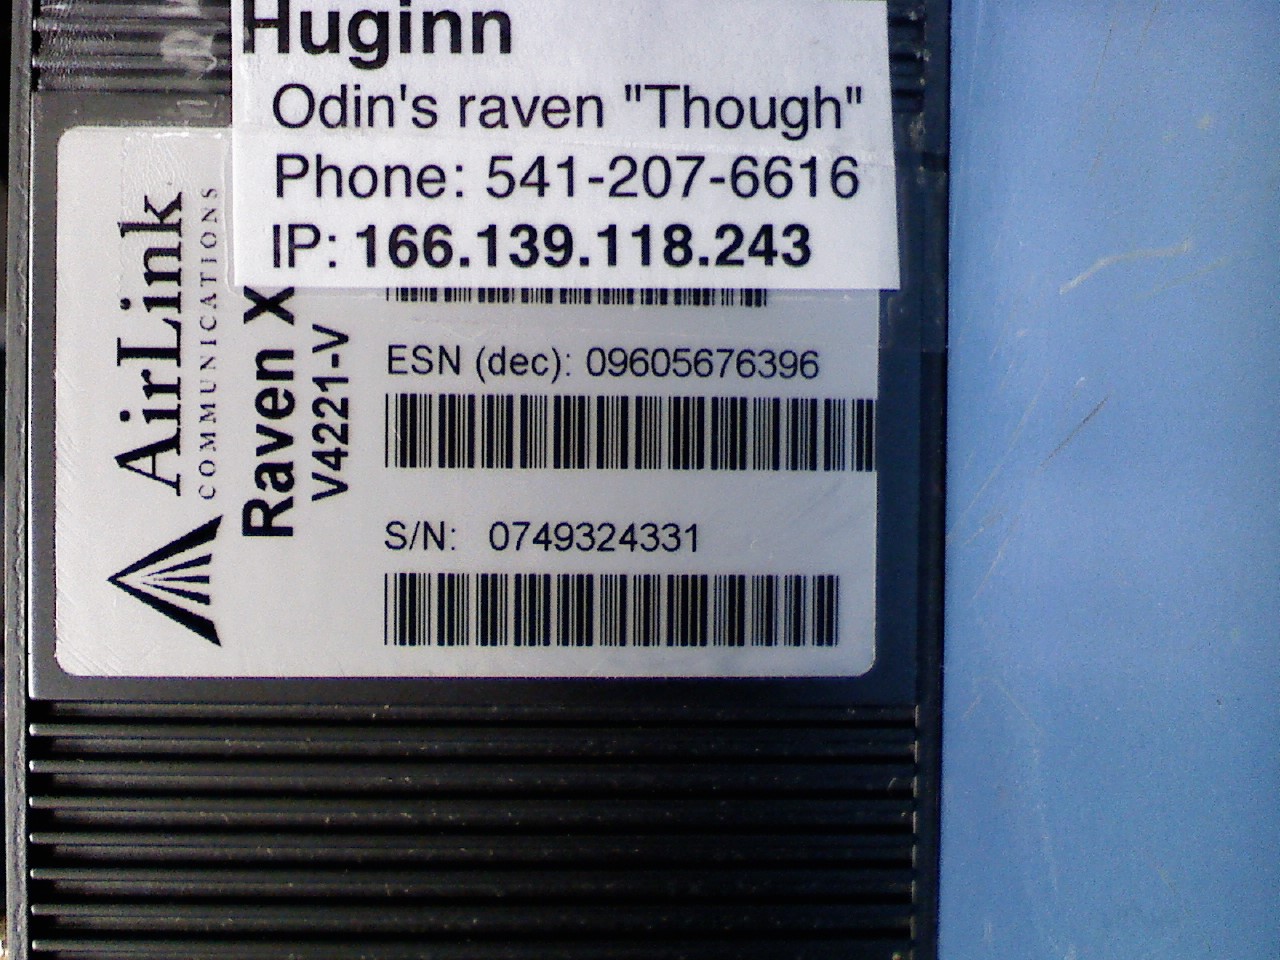 Huginn
Odin's raven "Though"
Phone: 541-207-6616
IP: 166.139.118.243
AirLink
COMMUNICATIONS
Raven X
V4221-V
ESN (dec): 09605676396
S/N: 0749324331